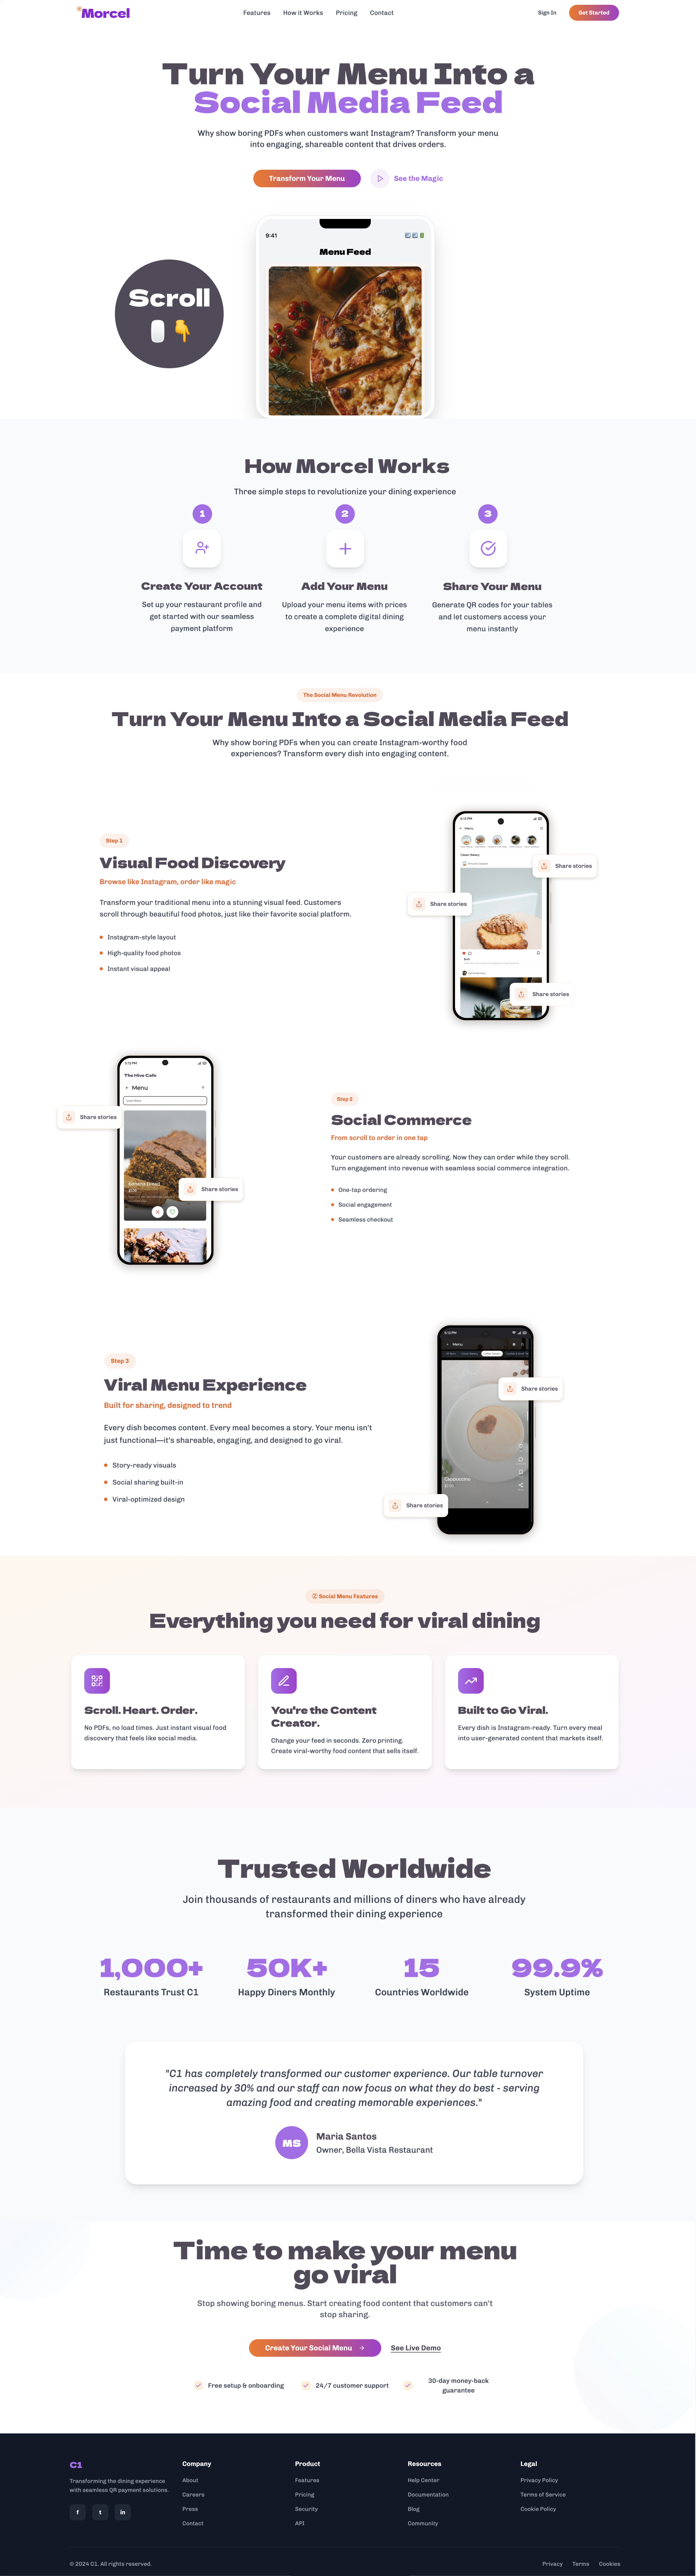 Morcel
Features
How it Works
Pricing
Contact
Sign In
Get Started
Turn Your Menu Into a
Social Media Feed
Why show boring PDFs when customers want Instagram? Transform your menu
into engaging, shareable content that drives orders.
Transform Your Menu
See the Magic
9:41
Menu Feed
Scroll
How Morcel Works
Three simple steps to revolutionize your dining experience
1
2
3
Create Your Account
Set up your restaurant profile and
get started with our seamless
payment platform
Add Your Menu
Upload your menu items with prices
to create a complete digital dining
experience
Share Your Menu
Generate QR codes for your tables
and let customers access your
menu instantly
The Social Menu Revolution
Turn Your Menu Into a Social Media Feed
Why show boring PDFs when you can create Instagram-worthy food
experiences? Transform every dish into engaging content.
Step 1
Visual Food Discovery
Browse like Instagram, order like magic
Transform your traditional menu into a stunning visual feed. Customers
scroll through beautiful food photos, just like their favorite social platform.
Instagram-style layout
High-quality food photos
Instant visual appeal
5:12 PM
Menu
Share stories
Share stories
Share stories
5:12 PM
The Hive Cafe
Menu
Banana Bread
Share stories
Share stories
Step 2
Social Commerce
From scroll to order in one tap
Your customers are already scrolling. Now they can order while they scroll.
Turn engagement into revenue with seamless social commerce integration.
One-tap ordering
Social engagement
Seamless checkout
Step 3
Viral Menu Experience
Built for sharing, designed to trend
Every dish becomes content. Every meal becomes a story. Your menu isn't
just functional—it's shareable, engaging, and designed to go viral.
Story-ready visuals
Social sharing built-in
Viral-optimized design
5:12 PM
Menu
Cappuccino
Share stories
Share stories
Social Menu Features
Everything you need for viral dining
Scroll. Heart. Order.
No PDFs, no load times. Just instant visual food
discovery that feels like social media.
You're the Content
Creator.
Change your feed in seconds. Zero printing.
Create viral-worthy food content that sells itself.
Built to Go Viral.
Every dish is Instagram-ready. Turn every meal
into user-generated content that markets itself.
Trusted Worldwide
Join thousands of restaurants and millions of diners who have already
transformed their dining experience
1,000+
Restaurants Trust C1
50K+
Happy Diners Monthly
15
Countries Worldwide
99.9%
System Uptime
"C1 has completely transformed our customer experience. Our table turnover
increased by 30% and our staff can now focus on what they do best - serving
amazing food and creating memorable experiences."
MS
Maria Santos
Owner, Bella Vista Restaurant
Time to make your menu
go viral
Stop showing boring menus. Start creating food content that customers can't
stop sharing.
Create Your Social Menu
See Live Demo
Free setup & onboarding
24/7 customer support
30-day money-back
guarantee
C1
Transforming the dining experience
with seamless QR payment solutions.
f
t
in
Company
About
Careers
Press
Contact
Product
Features
Pricing
Security
API
Resources
Help Center
Documentation
Blog
Community
Legal
Privacy Policy
Terms of Service
Cookie Policy
© 2024 C1. All rights reserved.
Privacy
Terms
Cookies